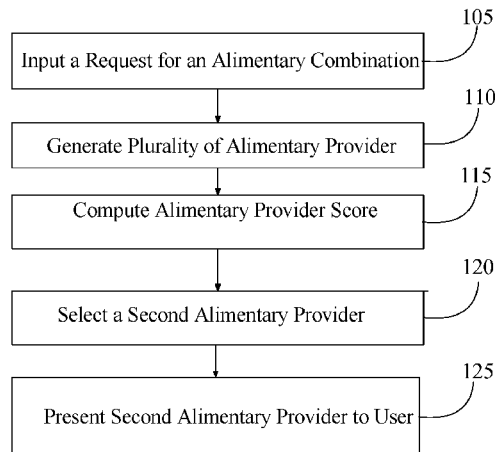 105
Input a Request for an Alimentary Combination
110
Generate Plurality of Alimentary Provider
115
Compute Alimentary Provider Score
120
Select a Second Alimentary Provider
125
Present Second Alimentary Provider to User